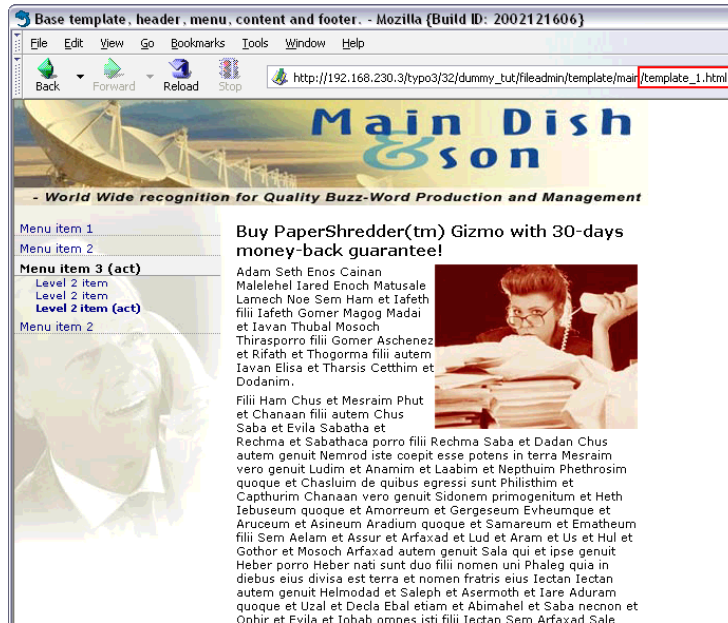 Base template, header, menu, content and footer. - Mozilla {Build ID: 2002121606}
File Edit View Go Bookmarks Tools Window Help
Back Forward Reload Stop http://192.168.230.3/typo3/32/dummy_tut/fileadmin/template/main/template_1.html
Main Dish
& son
- World Wide recognition for Quality Buzz-Word Production and Management
Menu item 1
Menu item 2
Menu item 3 (act)
Level 2 item
Level 2 item
Level 2 item (act)
Menu item 2
Buy PaperShredder(tm) Gizmo with 30-days
money-back guarantee!
Adam Seth Enos Cainan
Malelehel Iared Enoch Matusale
Lamech Noe Sem Ham et Iafeth
filii Iafeth Gomer Magog Madai
et Iavan Thubal Mosoch
Thirasporro filii Gomer Aschenez
et Rifath et Thogorma filii autem
Iavan Elisa et Tharsis Cetthim et
Dodanim.
Filii Ham Chus et Mesraim Phut
et Chanaan filii autem Chus
Saba et Evila Sabatha et
Rechma et Sabathaca porro filii Rechma Saba et Dadan Chus
autem genuit Nemrod iste coepit esse potens in terra Mesraim
vero genuit Ludim et Anamim et Laabim et Nepthuim Phethrosim
quoque et Chasluim de quibus egressi sunt Philisthim et
Capthurim Chanaan vero genuit Sidonem primogenitum et Heth
Iebuseum quoque et Amorreum et Gergeseum Evheumque et
Aruceum et Asineum Aradium quoque et Samareum et Ematheum
filii Sem Aelam et Assur et Arfaxad et Lud et Aram et Us et Hul et
Gothor et Mosoch Arfaxad autem genuit Sala qui et ipse genuit
Heber porro Heber nati sunt duo filii nomen uni Phaleg quia in
diebus eius divisa est terra et nomen fratris eius Iectan Iectan
autem genuit Helmodad et Saleph et Asermoth et Iare Aduram
quoque et Uzal et Decla Ebal etiam et Abimahel et Saba necnon et
Ophir et Evila et Iobab omnes isti filii Iectan Sem Arfaxad Sale